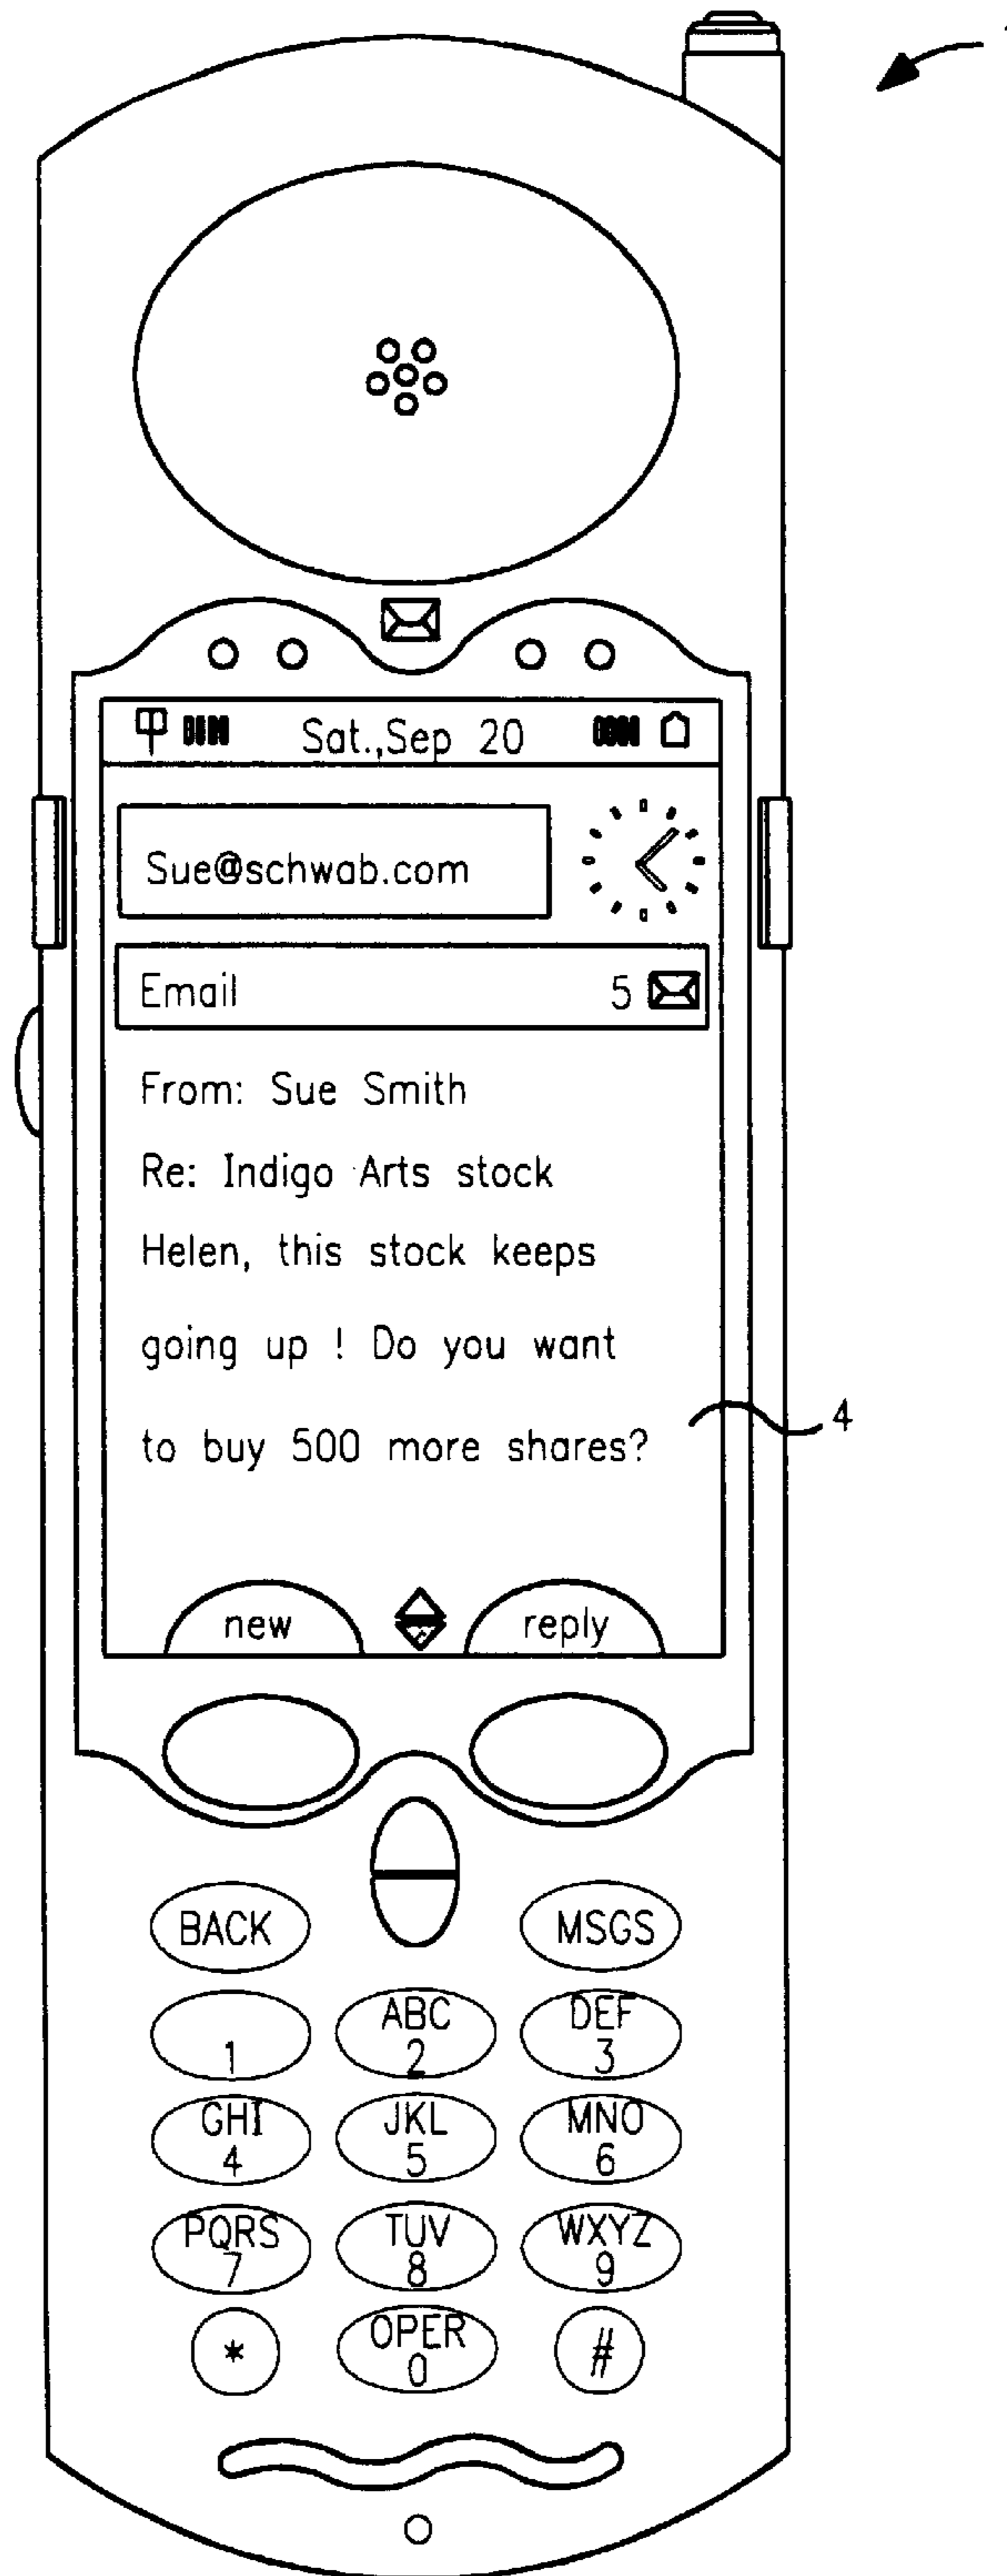 Sat.,Sep 20
Sue@schwab.com
Email 5
From: Sue Smith
Re: Indigo Arts stock
Helen, this stock keeps
going up ! Do you want
to buy 500 more shares?
4
new reply
BACK MSGS
ABC DEF
1 2 3
GHI JKL MNO
4 5 6
PQRS TUV WXYZ
7 8 9
OPER
* 0 #